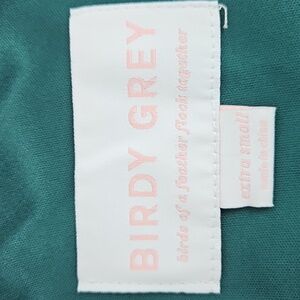 BIRDY GREY
birds of a feather flock together
extra small
made in china